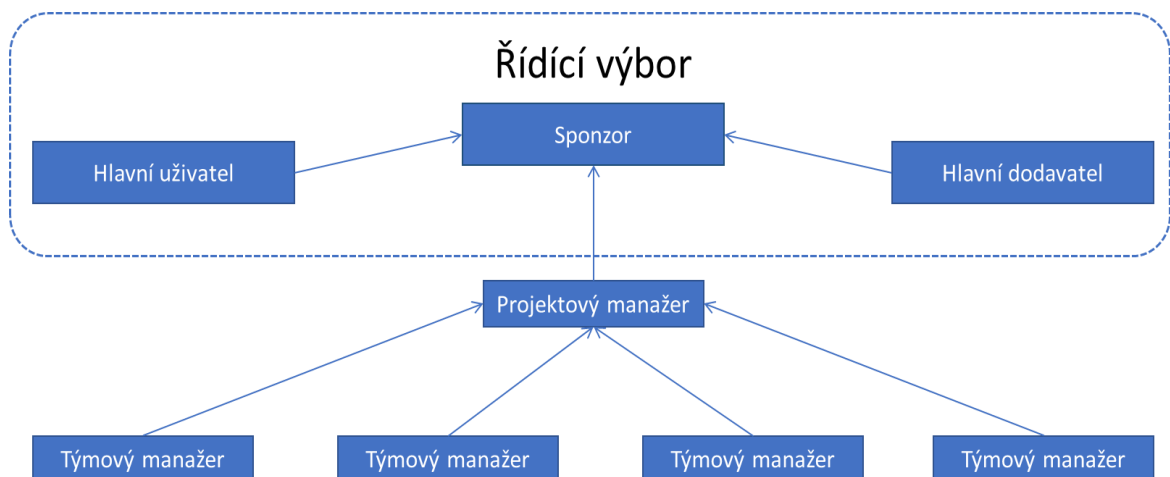 Řídící výbor
Sponzor
Hlavní uživatel
Hlavní dodavatel
Projektový manažer
Týmový manažer
Týmový manažer
Týmový manažer
Týmový manažer